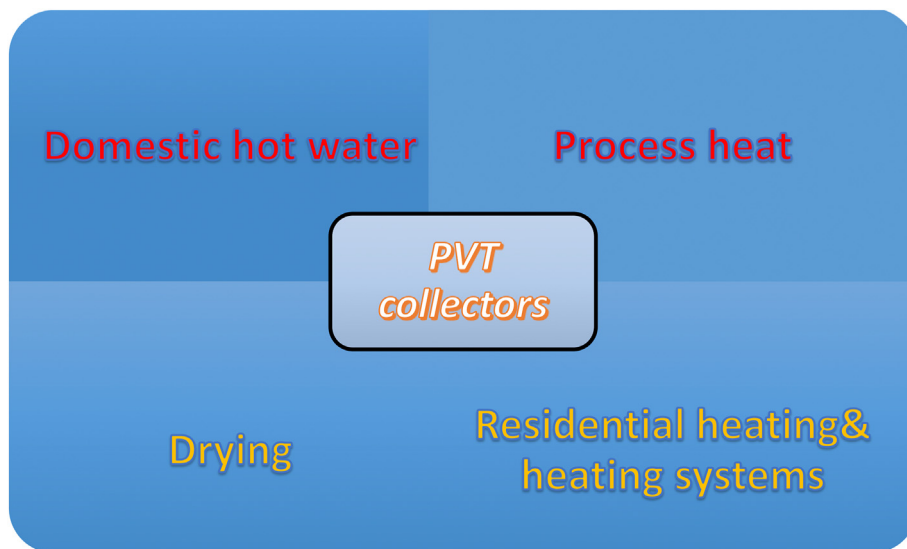 Domestic hot water
Process heat
PVT
collectors
Drying
Residential heating&
heating systems